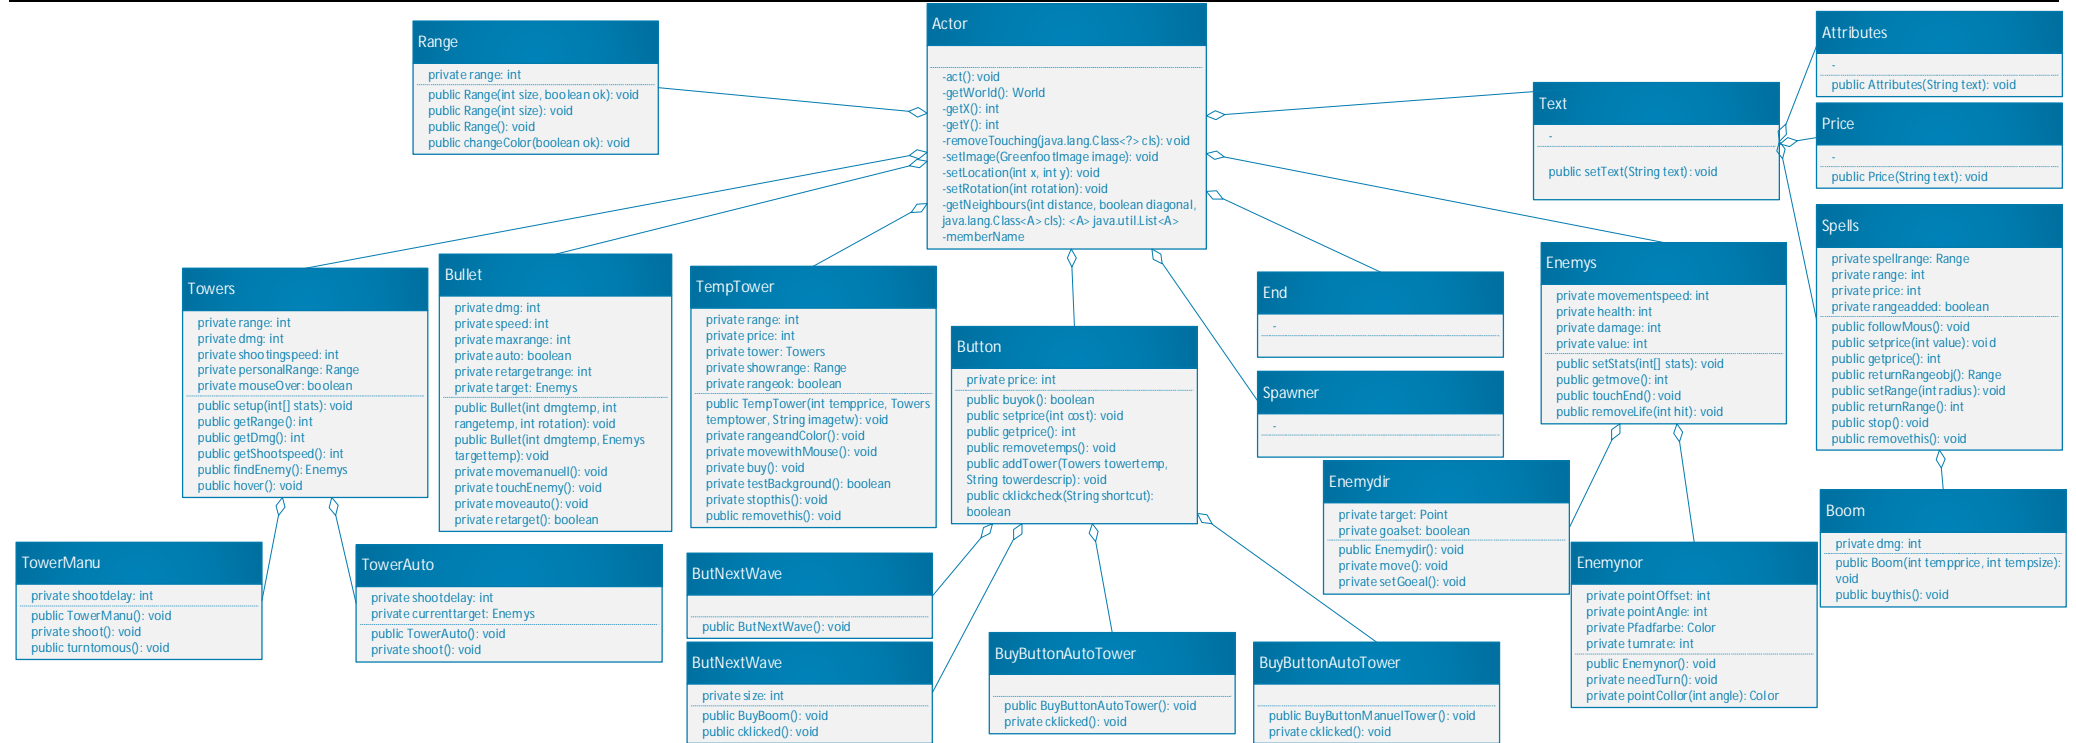 Range
private range: int
public Range(int size, boolean ok): void
public Range(int size): void
public Range(): void
public changeColor(boolean ok): void
Actor
-act(): void
-getWorld(): World
-getX(): int
-getY(): int
-removeTouching(java.lang.Class<?> cls): void
-setImage(GreenfootImage image): void
-setLocation(int x, int y): void
-setRotation(int rotation): void
-getNeighbours(int distance, boolean diagonal,
java.lang.Class<A> cls): <A> java.util.List<A>
-memberName
Text
-
public setText(String text): void
Attributes
-
public Attributes(String text): void
Price
-
public Price(String text): void
Spells
private spellrange: Range
private range: int
private price: int
private rangeadded: boolean
public followMous(): void
public setprice(int value): void
public getprice(): int
public returnRangeobj(): Range
public setRange(int radius): void
public returnRange(): int
public stop(): void
public removethis(): void
Towers
private range: int
private dmg: int
private shootingspeed: int
private personalRange: Range
private mouseOver: boolean
public setup(int[] stats): void
public getRange(): int
public getDmg(): int
public getShootspeed(): int
public findEnemy(): Enemys
public hover(): void
Bullet
private dmg: int
private speed: int
private maxrange: int
private auto: boolean
private retargetrange: int
private target: Enemys
public Bullet(int dmgtemp, int
rangetemp, int rotation): void
public Bullet(int dmgtemp, Enemys
targettemp): void
private movemanuell(): void
private touchEnemy(): void
private moveauto(): void
private retarget(): boolean
TempTower
private range: int
private price: int
private tower: Towers
private showrange: Range
private rangeok: boolean
public TempTower(int tempprice, Towers
temptower, String imagetw): void
private rangeandColor(): void
private movewithMouse(): void
private buy(): void
private testBackground(): boolean
private stopthis(): void
public removethis(): void
Button
private price: int
public buyok(): boolean
public setprice(int cost): void
public getprice(): int
public removetemps(): void
public addTower(Towers towertemp,
String towerdescrip): void
public cklickcheck(String shortcut):
boolean
End
-
Spawner
-
Enemys
private movementspeed: int
private health: int
private damage: int
private value: int
public setStats(int[] stats): void
public getmove(): int
public touchEnd(): void
public removeLife(int hit): void
Enemydir
private target: Point
private goalset: boolean
public Enemydir(): void
private move(): void
private setGoeal(): void
Enemynor
private pointOffset: int
private pointAngle: int
private Pfadfarbe: Color
private turnrate: int
public Enemynor(): void
private needTurn(): void
private pointCollor(int angle): Color
Boom
private dmg: int
public Boom(int tempprice, int tempsize):
void
public buythis(): void
TowerManu
private shootdelay: int
public TowerManu(): void
private shoot(): void
public turntomous(): void
TowerAuto
private shootdelay: int
private currenttarget: Enemys
public TowerAuto(): void
private shoot(): void
ButNextWave
public ButNextWave(): void
ButNextWave
private size: int
public BuyBoom(): void
public cklicked(): void
BuyButtonAutoTower
public BuyButtonAutoTower(): void
private cklicked(): void
BuyButtonAutoTower
public BuyButtonManuelTower(): void
private cklicked(): void